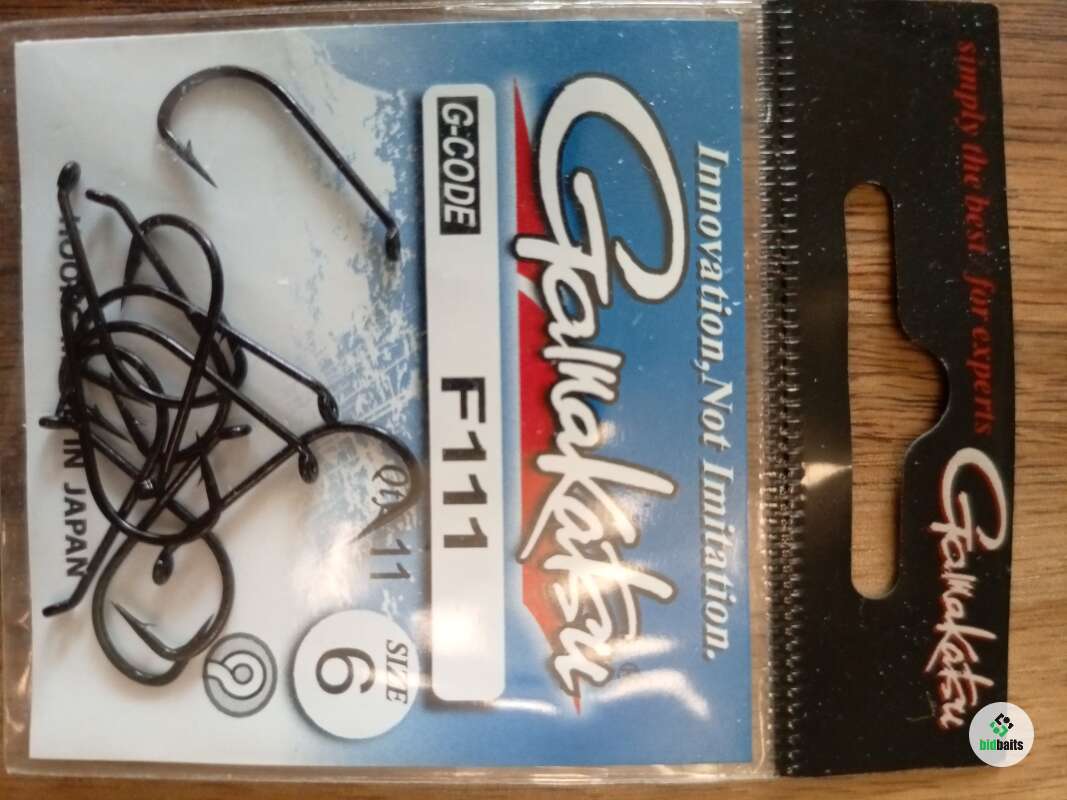 simply the best for experts Gamakatsu
Innovation,Not Imitation.
Gamakatsu®
G-CODE F111
Qty.11
SIZE
6
IN JAPAN
bidbaits